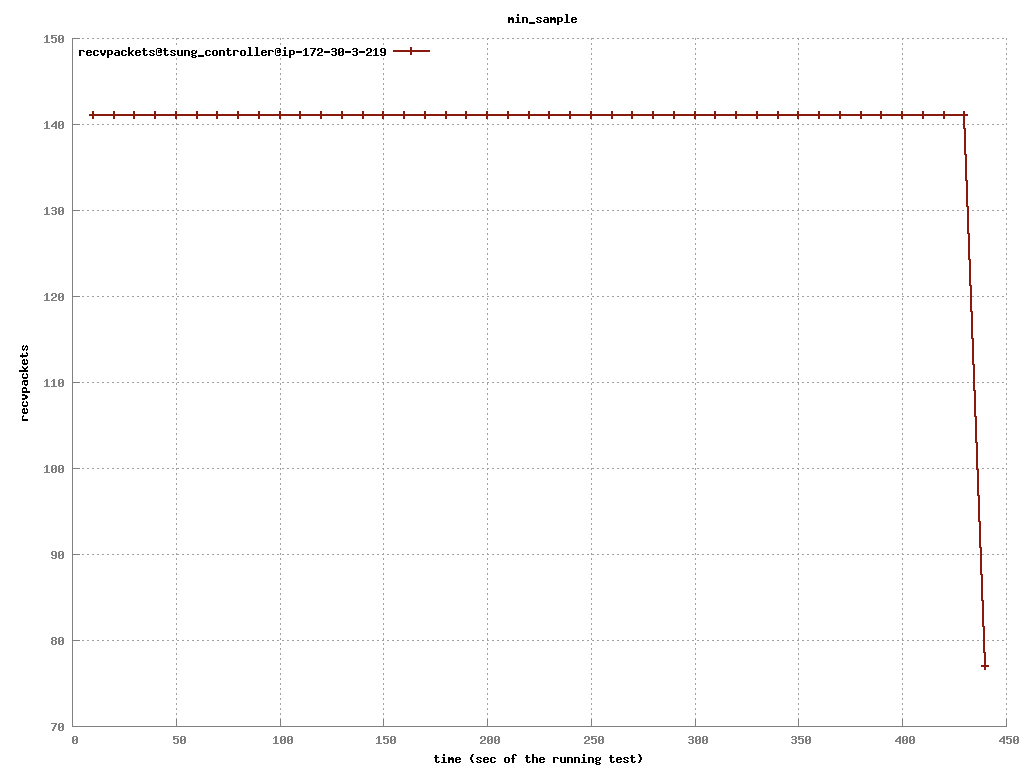 min_sample
150
recvpackets@tsung_controller@ip-172-30-3-219
140
130
120
110
recvpackets
100
90
80
70
0 50 100 150 200 250 300 350 400 450
time (sec of the running test)